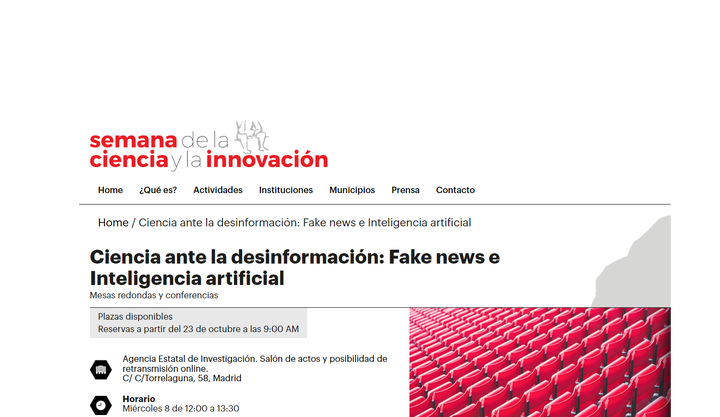 semana de la
ciencia y la innovación
Home ¿Qué es? Actividades Instituciones Municipios Prensa Contacto
Home / Ciencia ante la desinformación: Fake news e Inteligencia artificial
Ciencia ante la desinformación: Fake news e
Inteligencia artificial
Mesas redondas y conferencias
Plazas disponibles
Reservas a partir del 23 de octubre a las 9:00 AM
Agencia Estatal de Investigación. Salón de actos y posibilidad de
retransmisión online.
C/ C/Torrelaguna, 58, Madrid
Horario
Miércoles 8 de 12:00 a 13:30